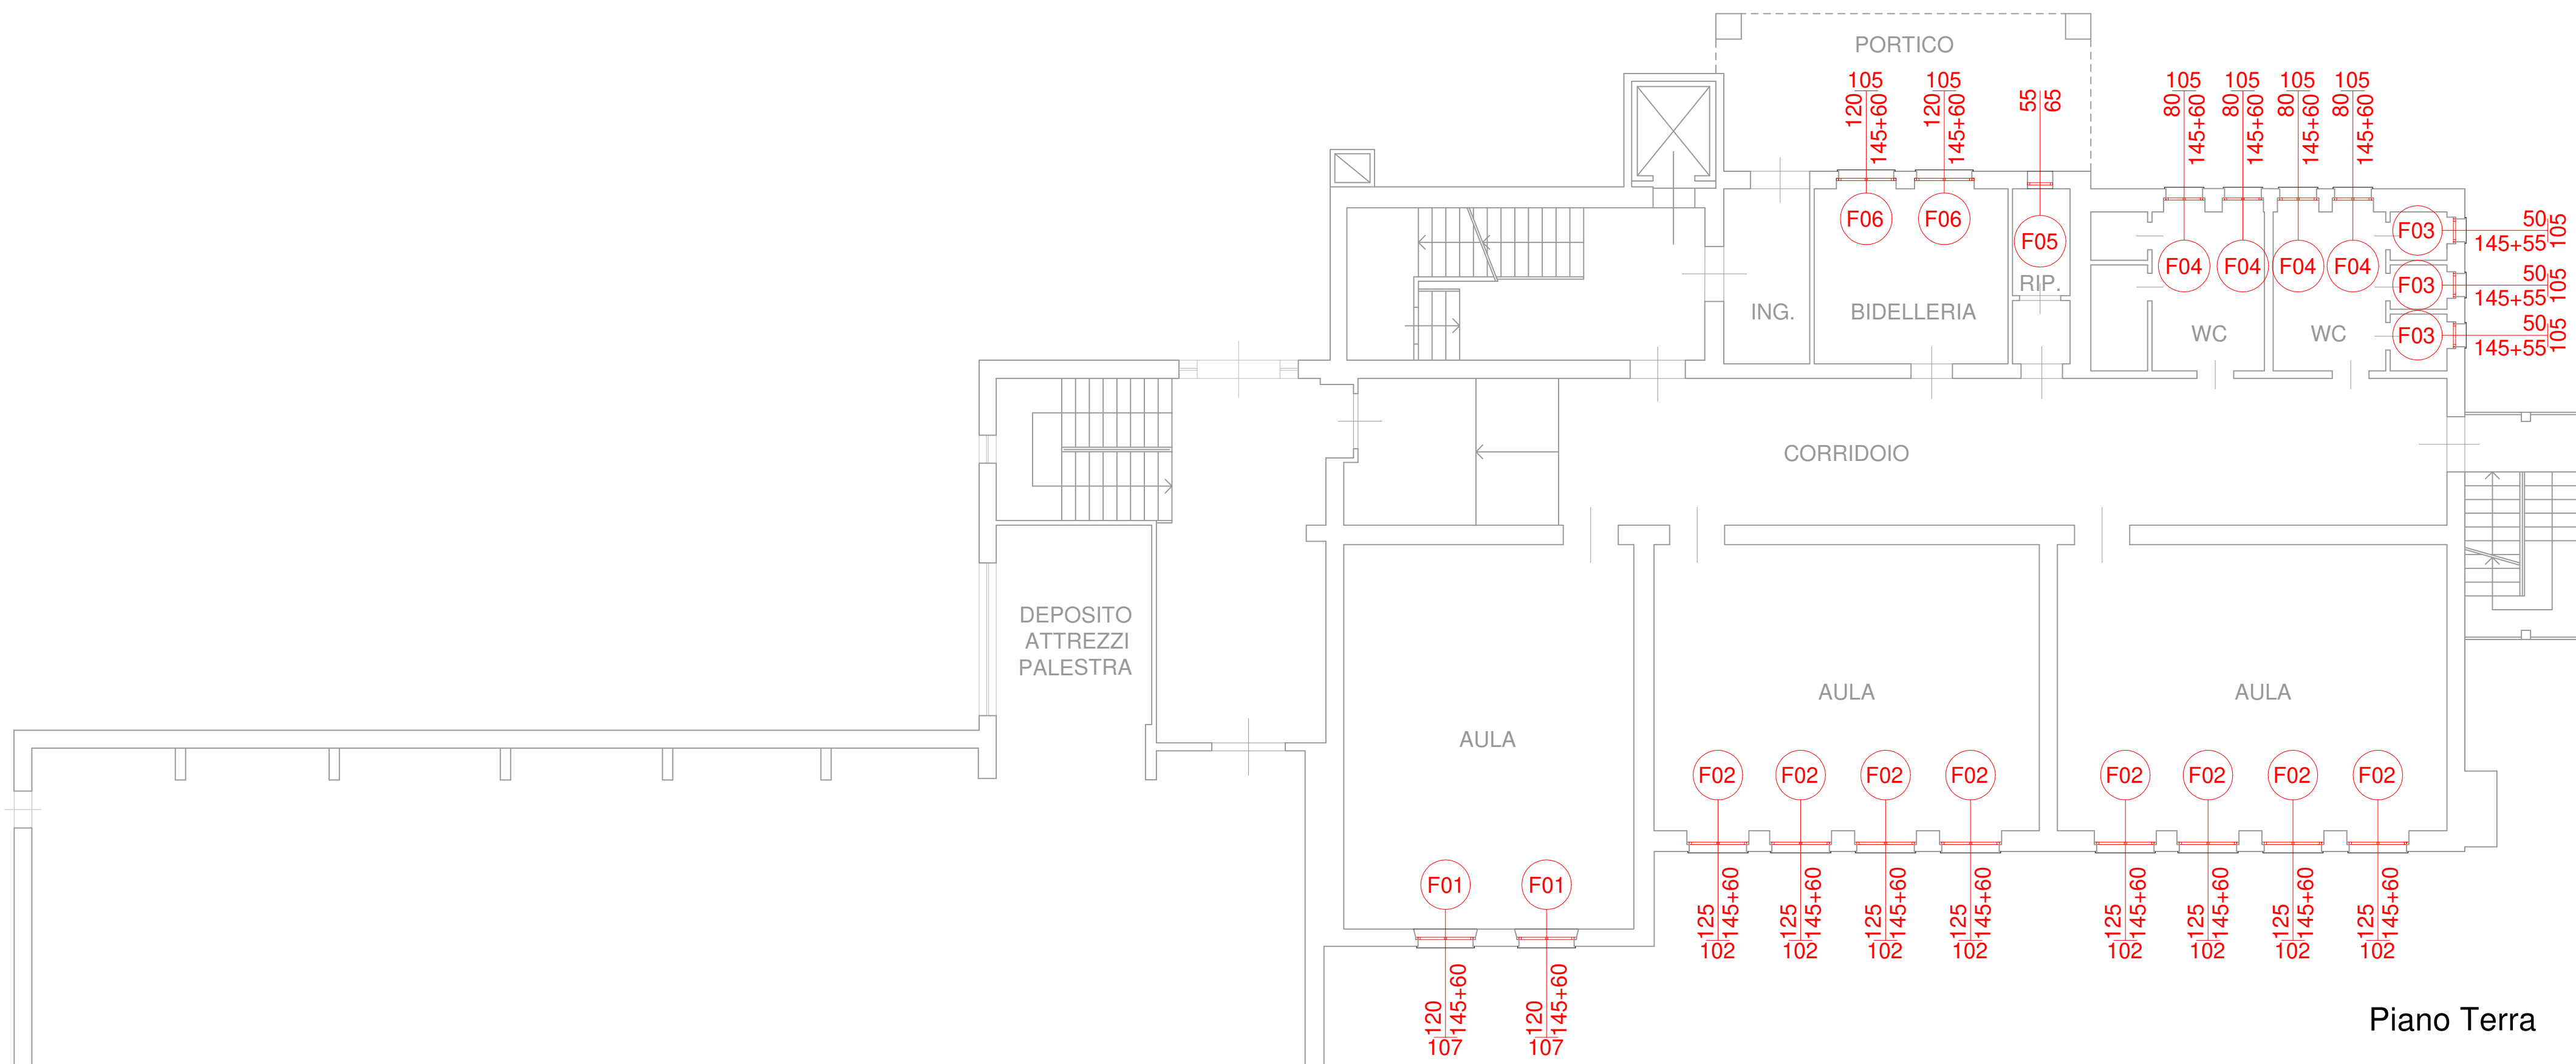 PORTICO
105
120
145+60
105
120
145+60
55
65
105
80
145+60
105
80
145+60
105
80
145+60
105
80
145+60
F06
F06
F05
F04
F04
F04
F04
F03
50
145+55
105
F03
50
145+55
105
F03
50
145+55
105
RIP.
ING.
BIDELLERIA
WC
WC
CORRIDOIO
DEPOSITO
ATTREZZI
PALESTRA
AULA
AULA
AULA
F02
F02
F02
F02
F02
F02
F02
F02
125
145+60
102
125
145+60
102
125
145+60
102
125
145+60
102
125
145+60
102
125
145+60
102
125
145+60
102
125
145+60
102
F01
F01
120
145+60
107
120
145+60
107
Piano Terra